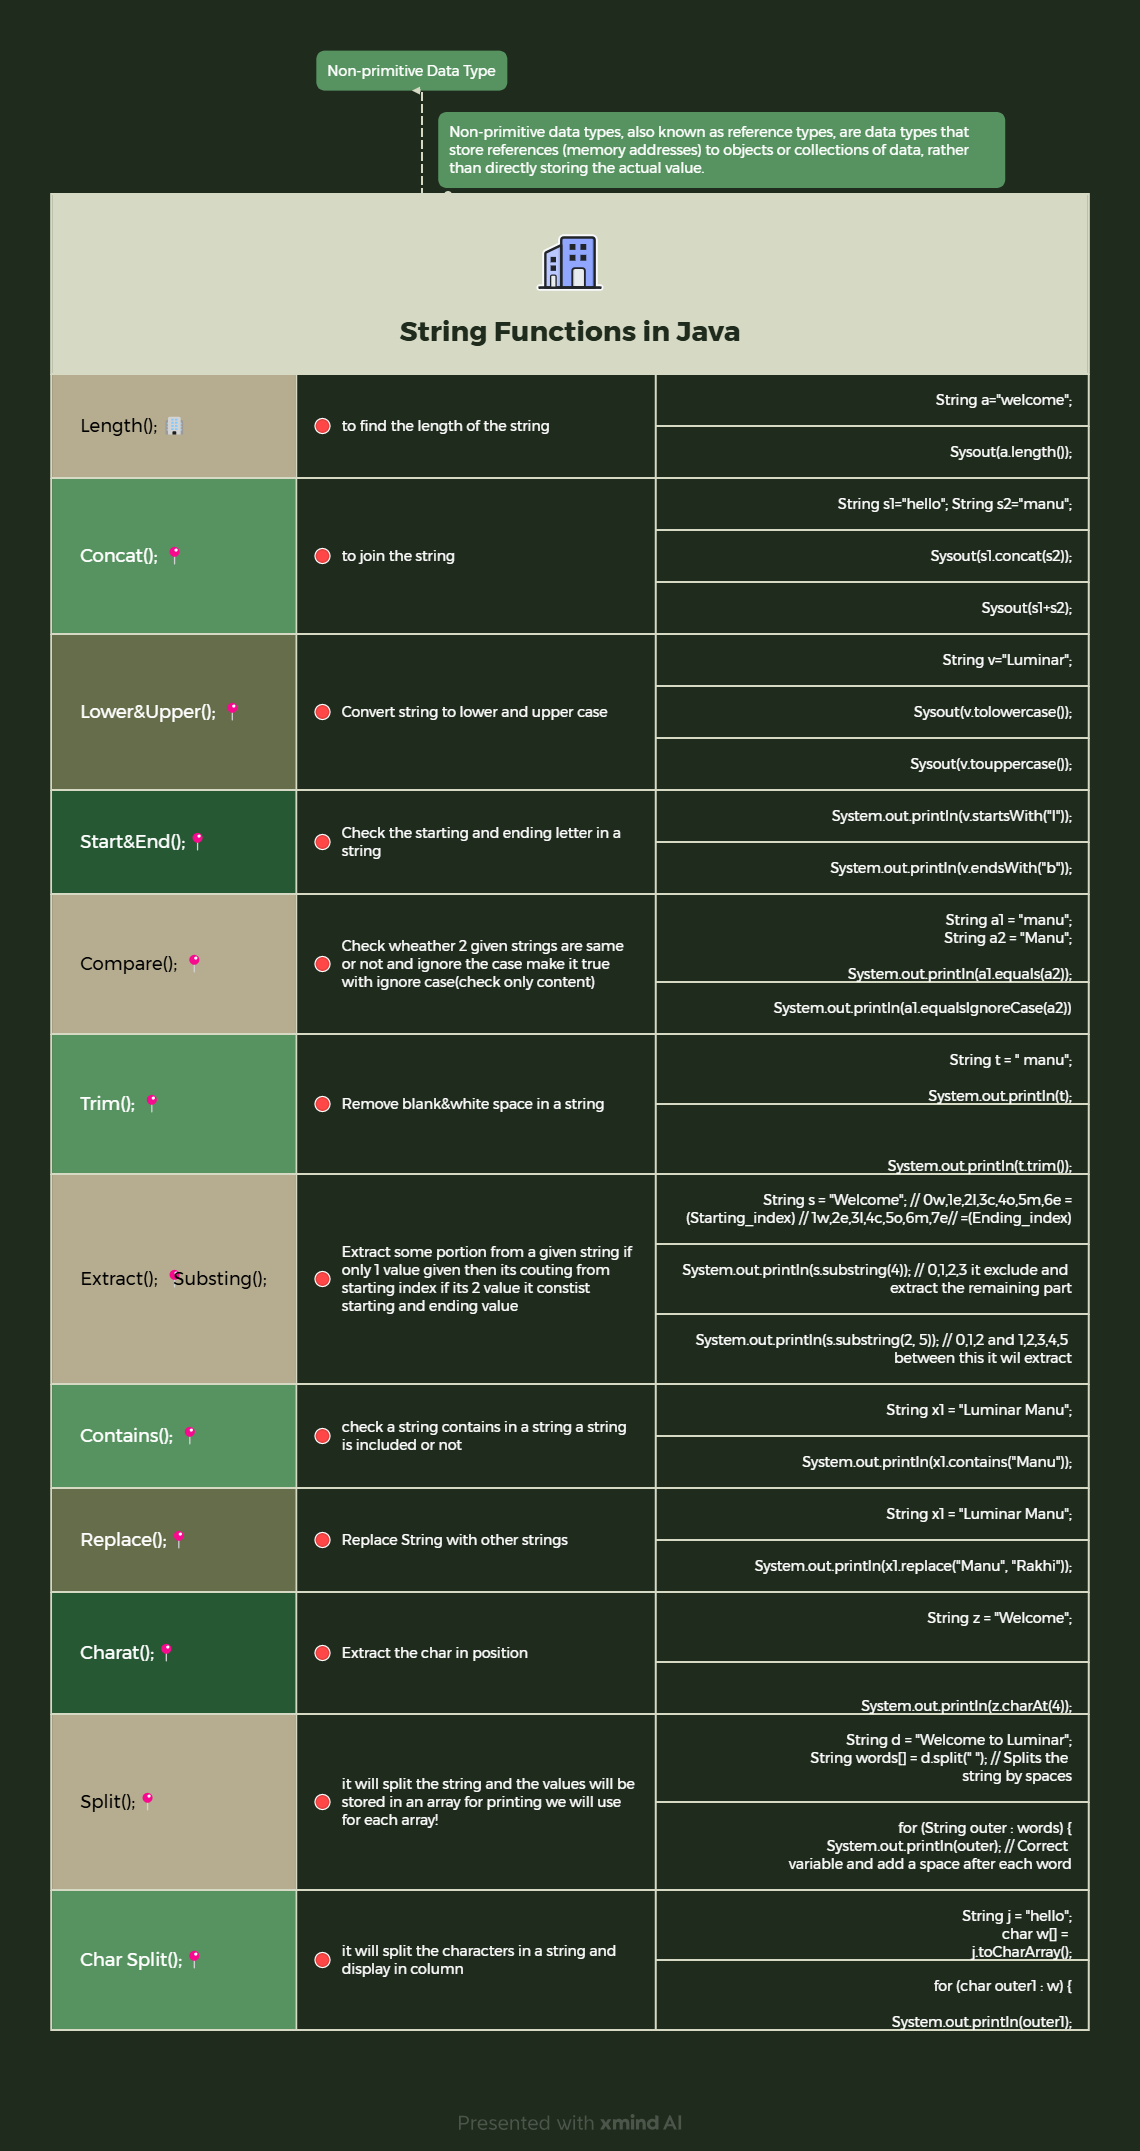 Non-primitive Data Type
Non-primitive data types, also known as reference types, are data types that
store references (memory addresses) to objects or collections of data, rather
than directly storing the actual value.
String Functions in Java
Length();
to find the length of the string
String a="welcome";
Sysout(a.length());
Concat();
to join the string
String s1="hello"; String s2="manu";
Sysout(s1.concat(s2));
Sysout(s1+s2);
Lower&Upper();
Convert string to lower and upper case
String v="Luminar";
Sysout(v.tolowercase());
Sysout(v.touppercase());
Start&End();
Check the starting and ending letter in a
string
System.out.println(v.startsWith("l"));
System.out.println(v.endsWith("b"));
Compare();
Check wheather 2 given strings are same
or not and ignore the case make it true
with ignore case(check only content)
String a1 = "manu";
String a2 = "Manu";
System.out.println(a1.equals(a2));
System.out.println(a1.equalsIgnoreCase(a2))
Trim();
Remove blank&white space in a string
String t = " manu";
System.out.println(t);
System.out.println(t.trim());
Extract(); Substing();
Extract some portion from a given string if
only 1 value given then its couting from
starting index if its 2 value it constist
starting and ending value
String s = "Welcome"; // 0w,1e,2l,3c,4o,5m,6e =
(Starting_index) // 1w,2e,3l,4c,5o,6m,7e// =(Ending_index)
System.out.println(s.substring(4)); // 0,1,2,3 it exclude and
extract the remaining part
System.out.println(s.substring(2, 5)); // 0,1,2 and 1,2,3,4,5
between this it wil extract
Contains();
check a string contains in a string a string
is included or not
String x1 = "Luminar Manu";
System.out.println(x1.contains("Manu"));
Replace();
Replace String with other strings
String x1 = "Luminar Manu";
System.out.println(x1.replace("Manu", "Rakhi"));
Charat();
Extract the char in position
String z = "Welcome";
System.out.println(z.charAt(4));
Split();
it will split the string and the values will be
stored in an array for printing we will use
for each array!
String d = "Welcome to Luminar";
String words[] = d.split(" "); // Splits the
string by spaces
for (String outer : words) {
System.out.println(outer); // Correct
variable and add a space after each word
Char Split();
it will split the characters in a string and
display in column
String j = "hello";
char w[] =
j.toCharArray();
for (char outer1 : w) {
System.out.println(outer1);
Presented with xmind AI